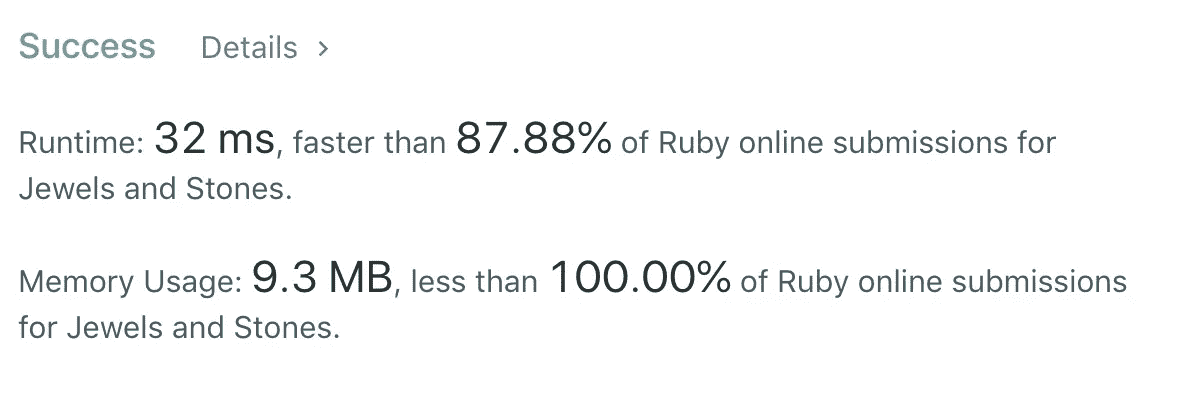 Success Details >
Runtime: 32 ms, faster than 87.88% of Ruby online submissions for
Jewels and Stones.
Memory Usage: 9.3 MB, less than 100.00% of Ruby online submissions
for Jewels and Stones.